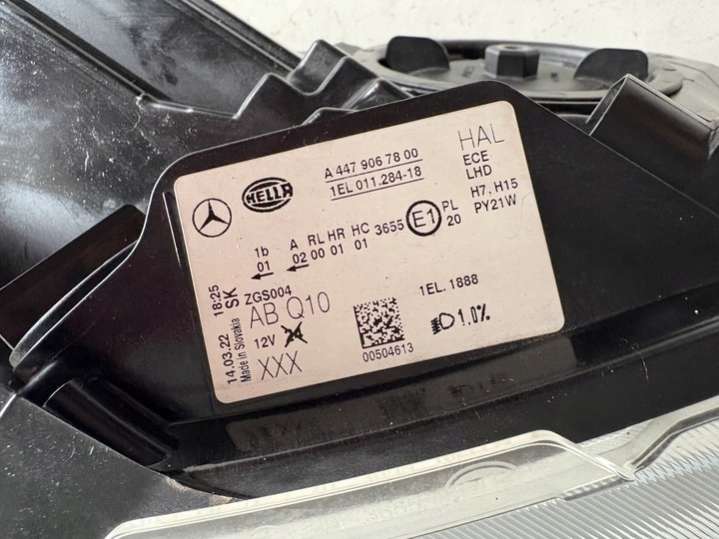 HELLA
A 447 906 78 00
1EL 011.284-18
HAL
ECE
LHD
H7, H15
PY21W
1b A RL HR HC
01 02 00 01 01 3655 E1 PL
20
14.03.22 18:25
Made in Slovakia SK
ZGS004
AB Q10
12V
XXX
00504613
1EL.1888
1.0%